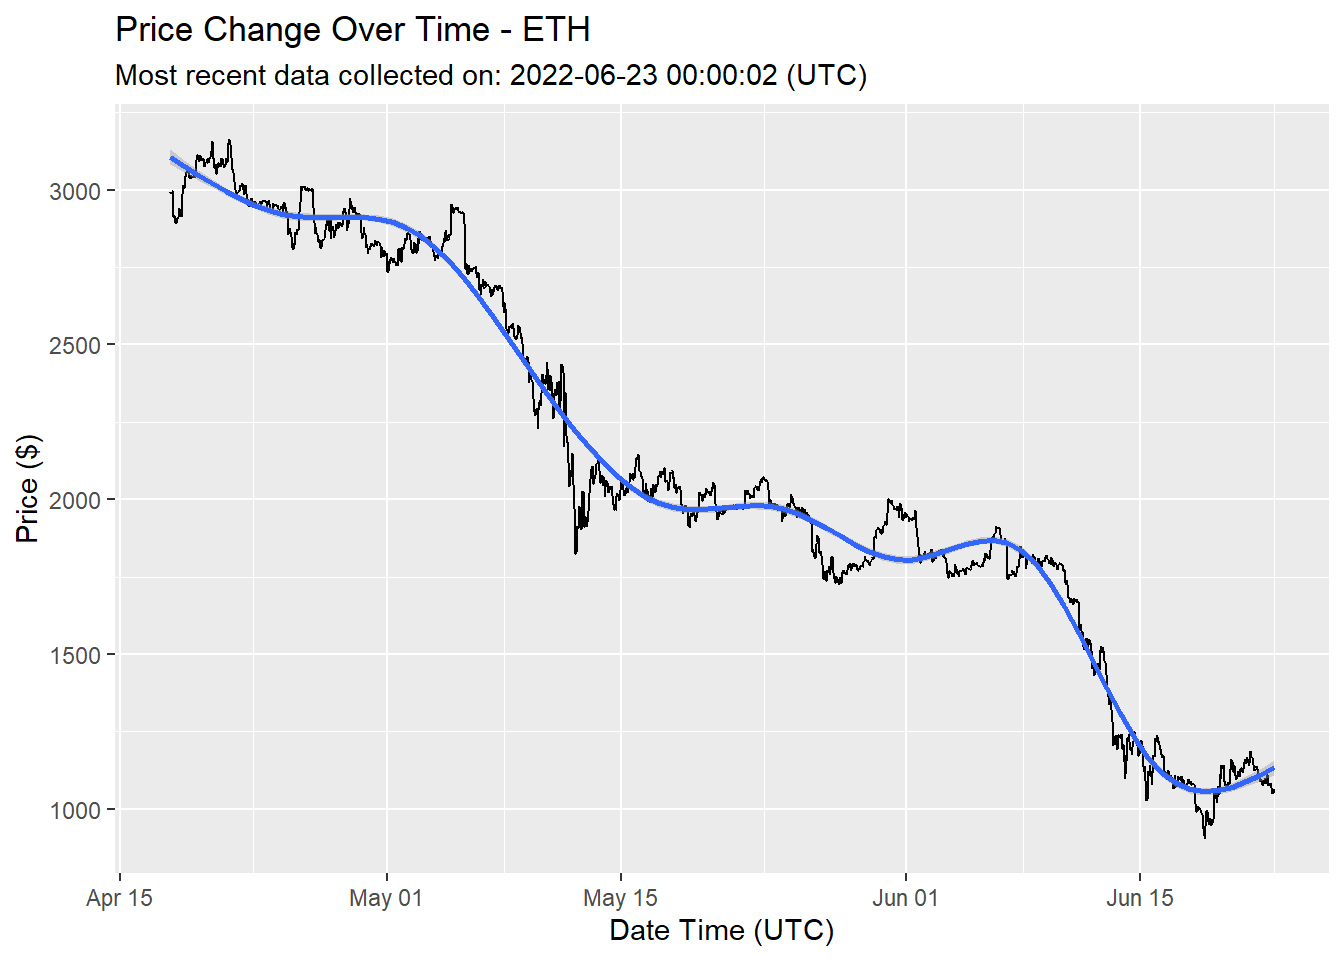 Price Change Over Time - ETH
Most recent data collected on: 2022-06-23 00:00:02 (UTC)
Price ($)
3000
2500
2000
1500
1000
Apr 15
May 01
May 15
Jun 01
Jun 15
Date Time (UTC)